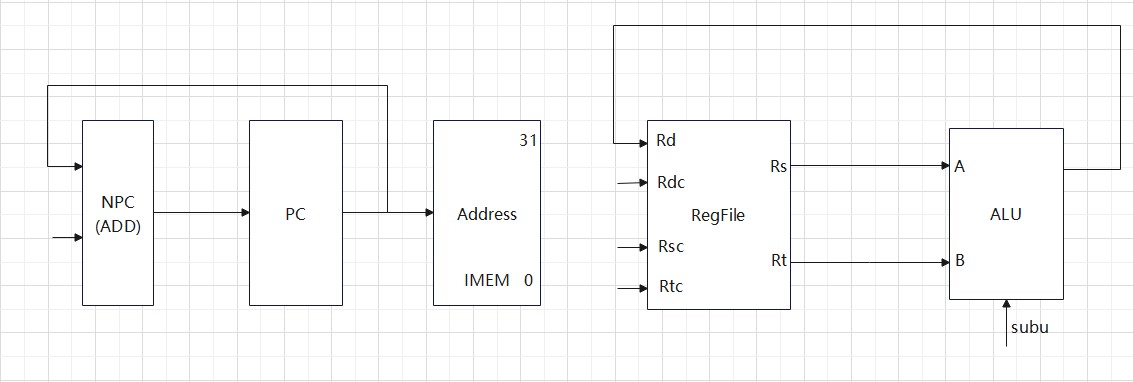 NPC
(ADD)
PC
31
Address
IMEM 0
Rd
Rdc
Rsc
Rtc
RegFile
Rs
Rt
A
B
ALU
subu